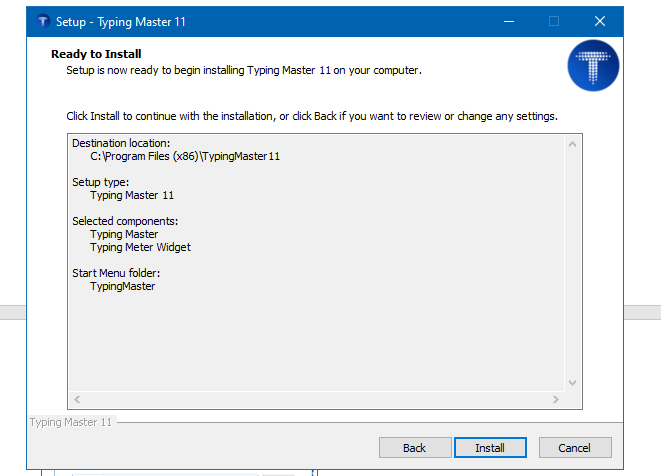 Setup - Typing Master 11
Ready to Install
Setup is now ready to begin installing Typing Master 11 on your computer.
Click Install to continue with the installation, or click Back if you want to review or change any settings.
Destination location:
C:\Program Files (x86)\TypingMaster11
Setup type:
Typing Master 11
Selected components:
Typing Master
Typing Meter Widget
Start Menu folder:
TypingMaster
Typing Master 11
Back
Install
Cancel